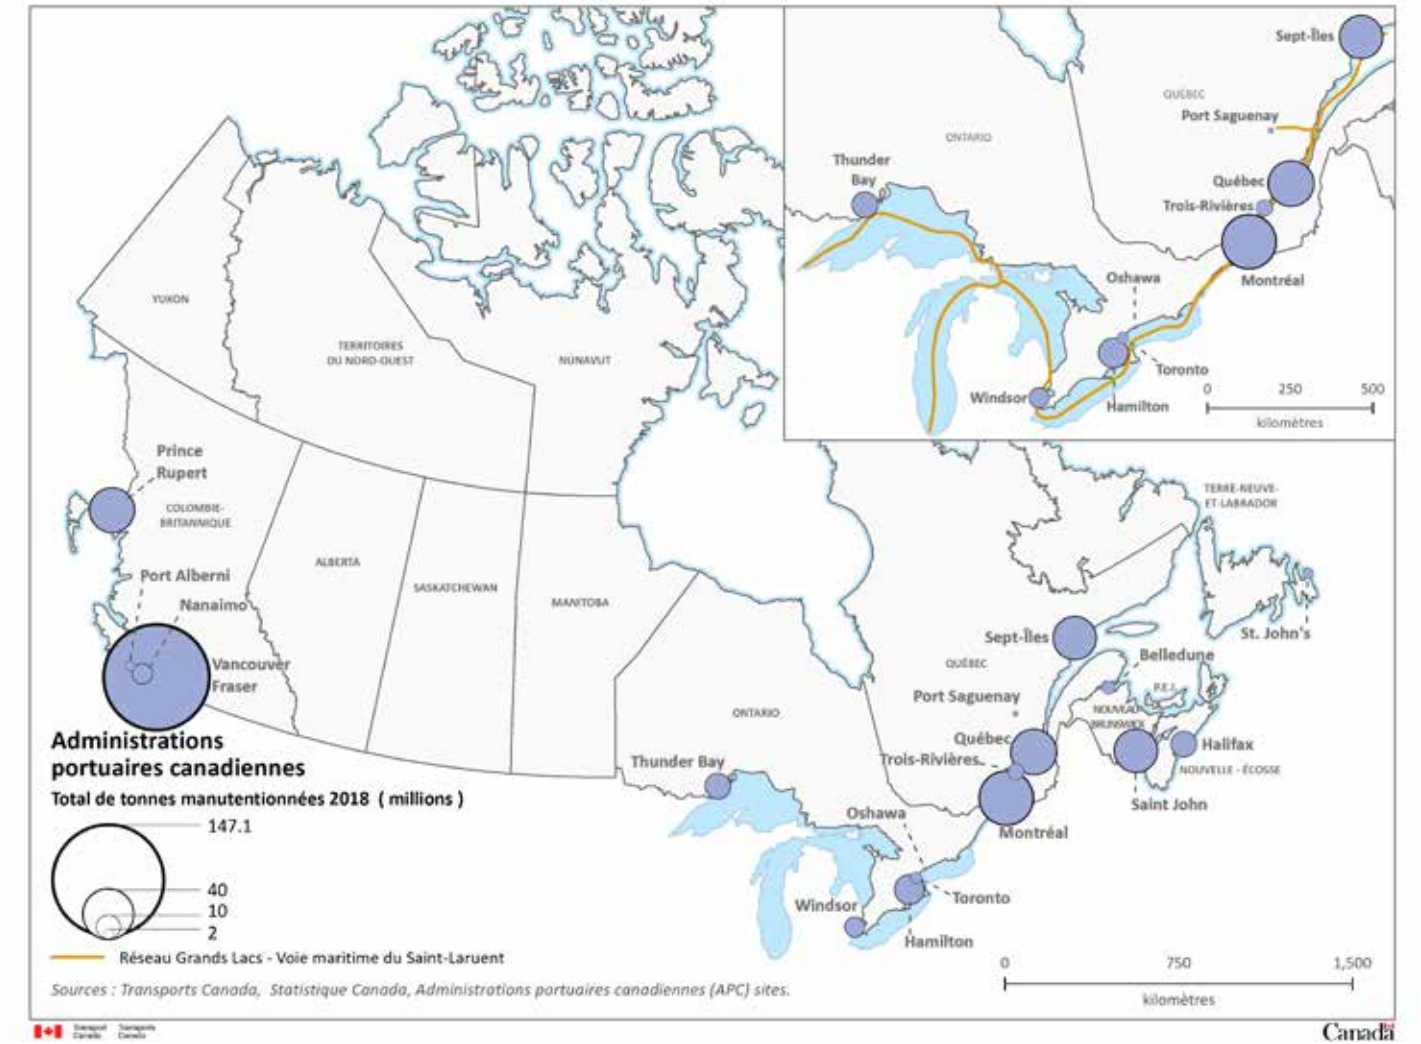 Sept-Îles
QUÉBEC
Port Saguenay
ONTARIO
Thunder
Bay
Québec
Trois-Rivières
Oshawa
Montréal
Toronto
Windsor
Hamilton
0 250 500
kilomètres
YUKON
TERRITOIRES
DU NORD-OUEST
NUNAVUT
Prince
Rupert
COLOMBIE-
BRITANNIQUE
ALBERTA
SASKATCHEWAN
MANITOBA
Port Alberni
Nanaimo
Vancouver
Fraser
TERRE-NEUVE-
ET-LABRADOR
St. John's
Sept-Îles
QUÉBEC
Belledune
P.E.I.
Port Saguenay
NOUVEAU
BRUNSWICK
ONTARIO
Québec
Halifax
Trois-Rivières
NOUVELLE - ÉCOSSE
Thunder Bay
Saint John
Oshawa
Montréal
Windsor
Toronto
Hamilton
Administrations
portuaires canadiennes
Total de tonnes manutentionnées 2018 ( millions )
147.1
40
10
2
Réseau Grands Lacs - Voie maritime du Saint-Laruent
0 750 1,500
kilomètres
Sources : Transports Canada, Statistique Canada, Administrations portuaires canadiennes (APC) sites.
Transport Transports
Canada Canada
Canada